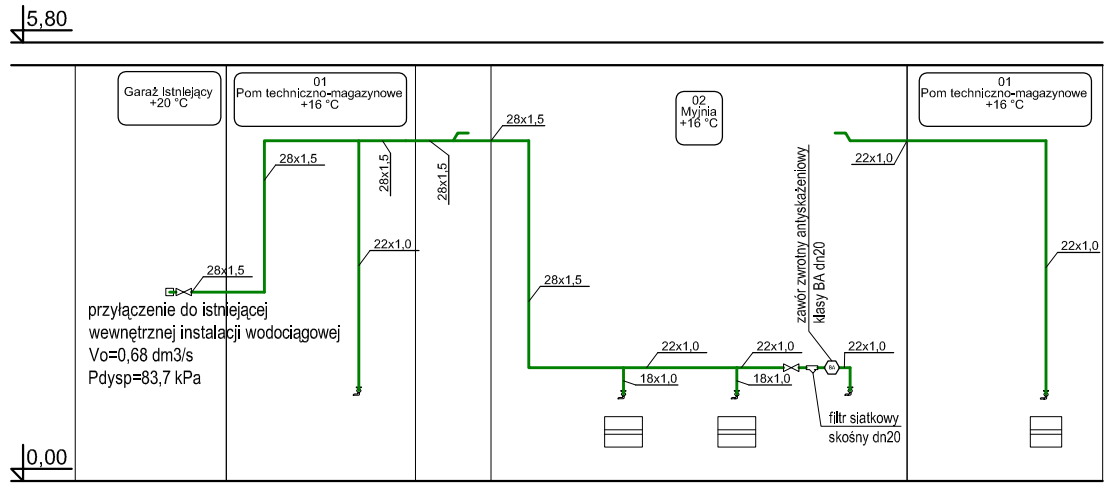 5,80
Garaż Istniejący
+20 °C
01
Pom techniczno-magazynowe
+16 °C
02
Myjnia
+16 °C
01
Pom techniczno-magazynowe
+16 °C
28x1,5
28x1,5
28x1,5
28x1,5
22x1,0
22x1,0
28x1,5
22x1,0
28x1,5
zawór zwrotny antyskażeniowy
klasy BA dn20
przyłączenie do istniejącej
wewnętrznej instalacji wodociągowej
Vo=0,68 dm3/s
Pdysp=83,7 kPa
28x1,5
22x1,0
22x1,0
22x1,0
18x1,0
18x1,0
BA
filtr siatkowy
skośny dn20
0,00